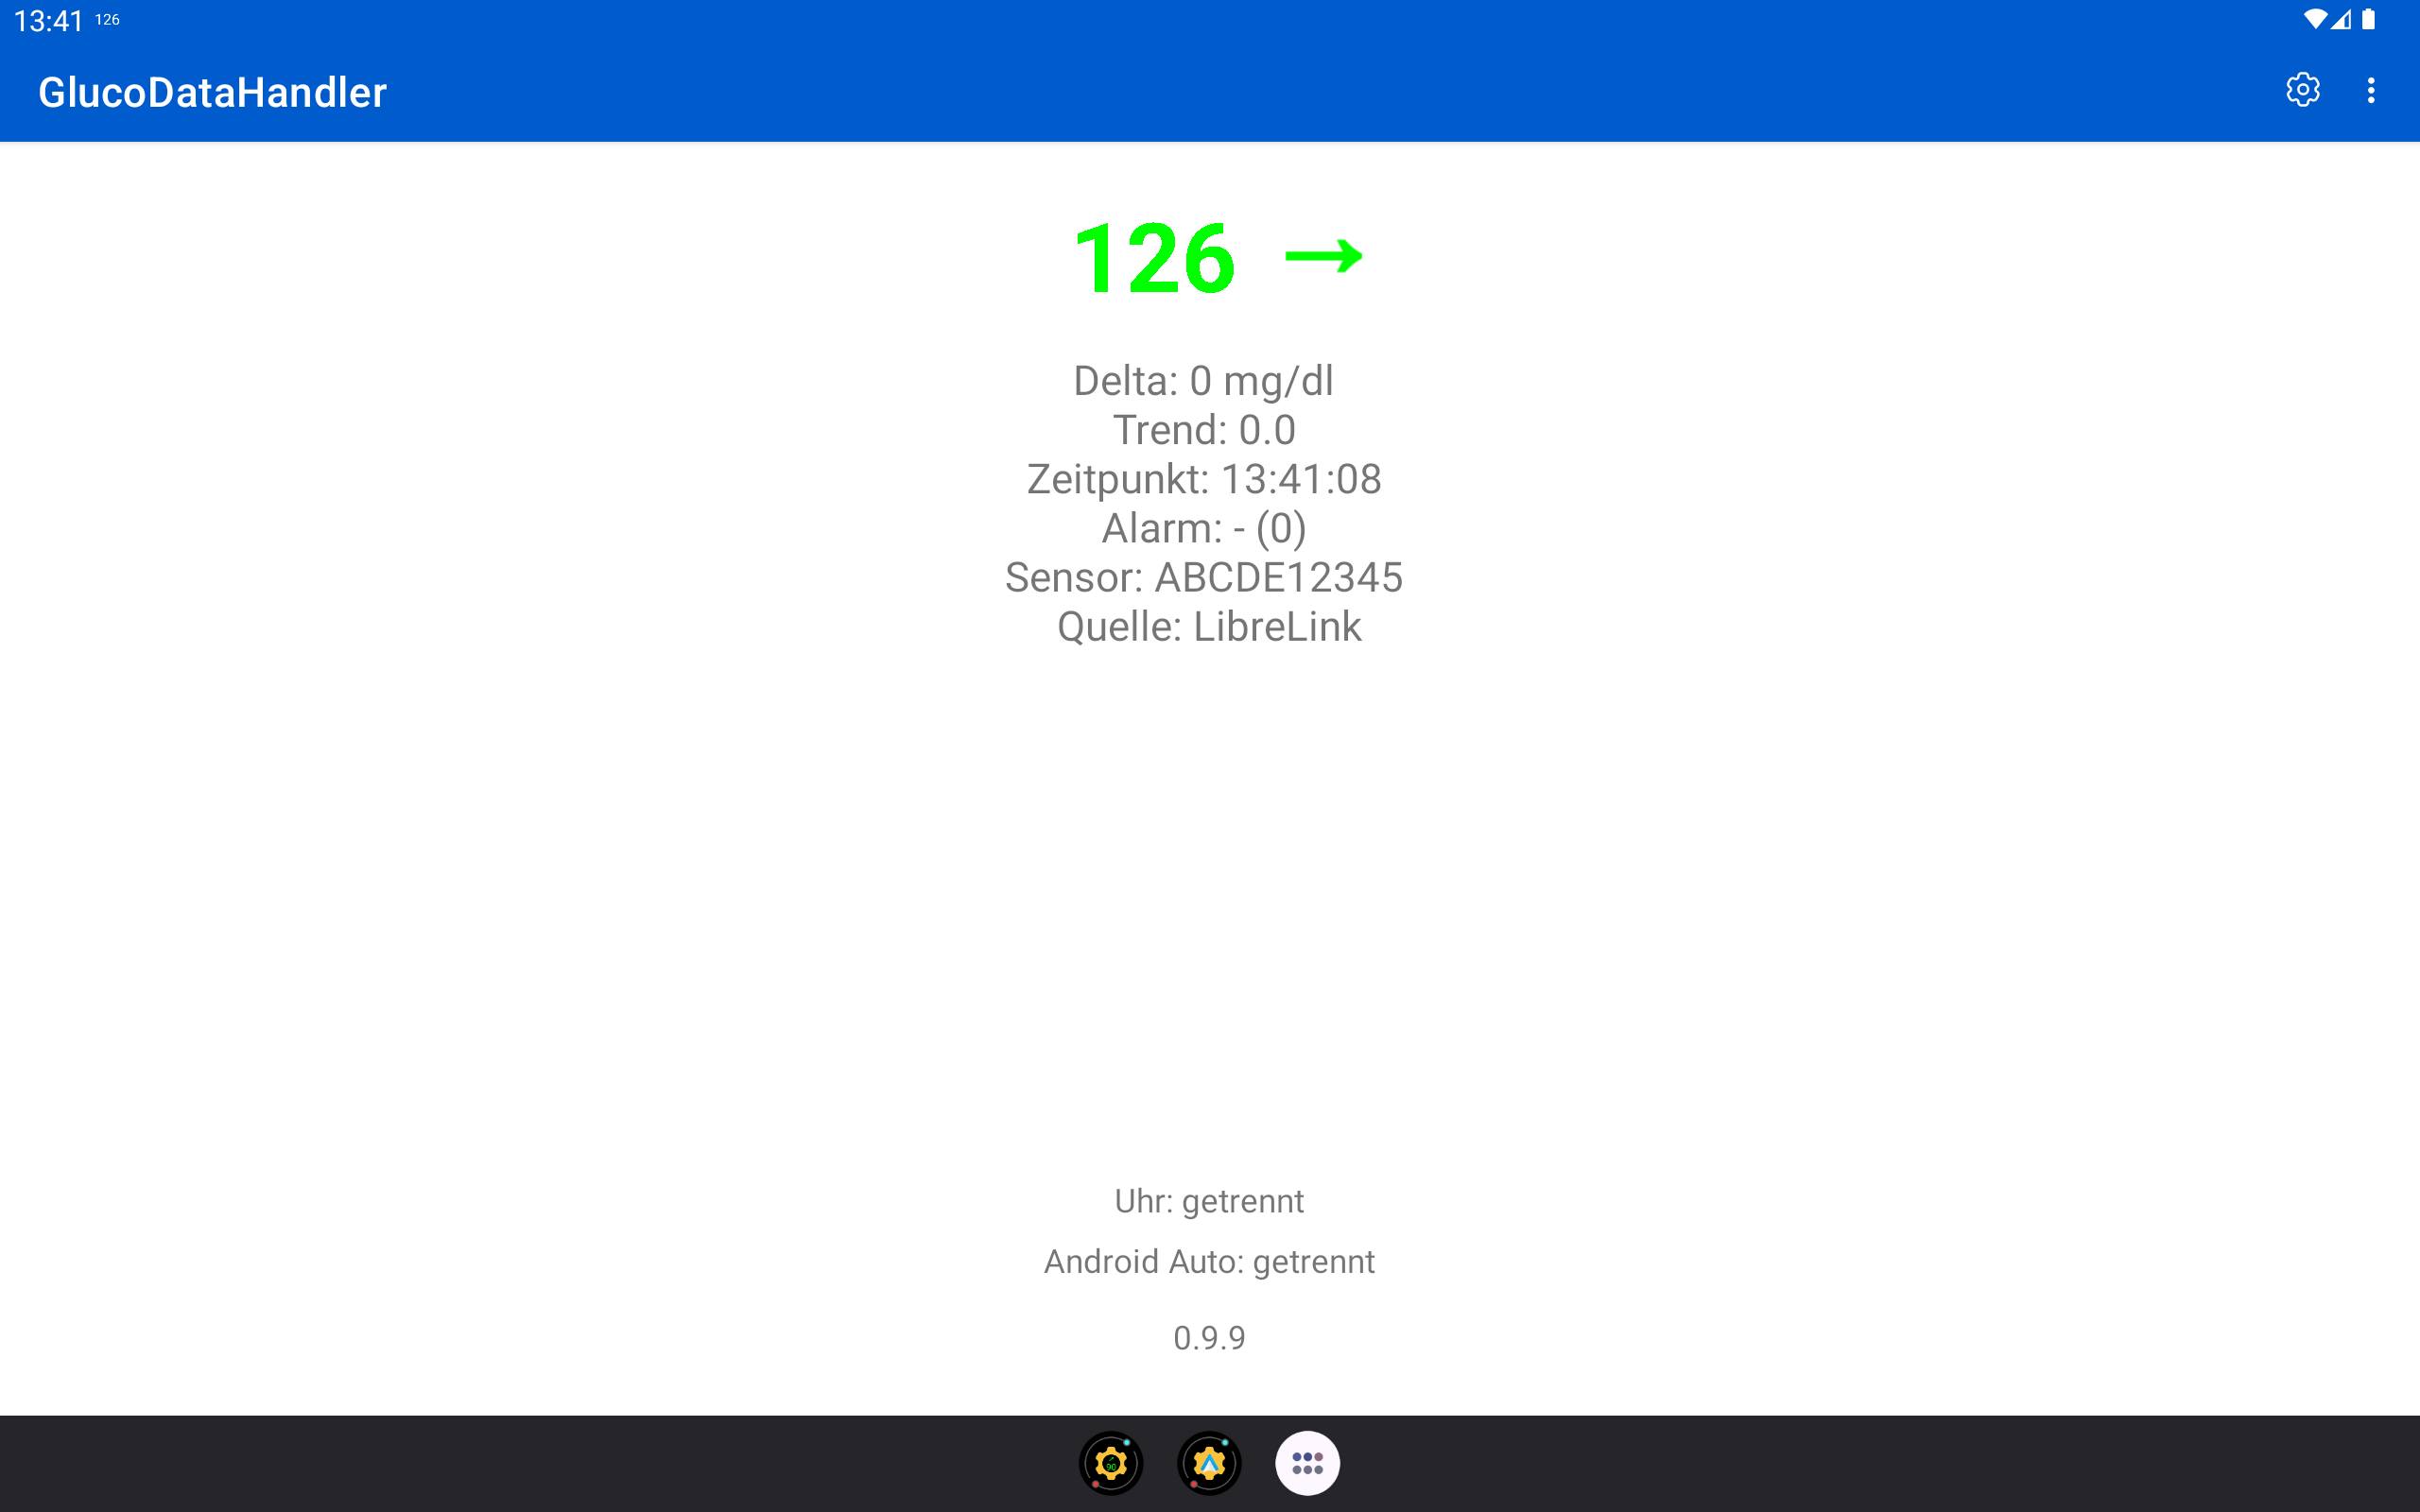 13:41 126
GlucoDataHandler
126 →
Delta: 0 mg/dl
Trend: 0.0
Zeitpunkt: 13:41:08
Alarm: - (0)
Sensor: ABCDE12345
Quelle: LibreLink
Uhr: getrennt
Android Auto: getrennt
0.9.9
90